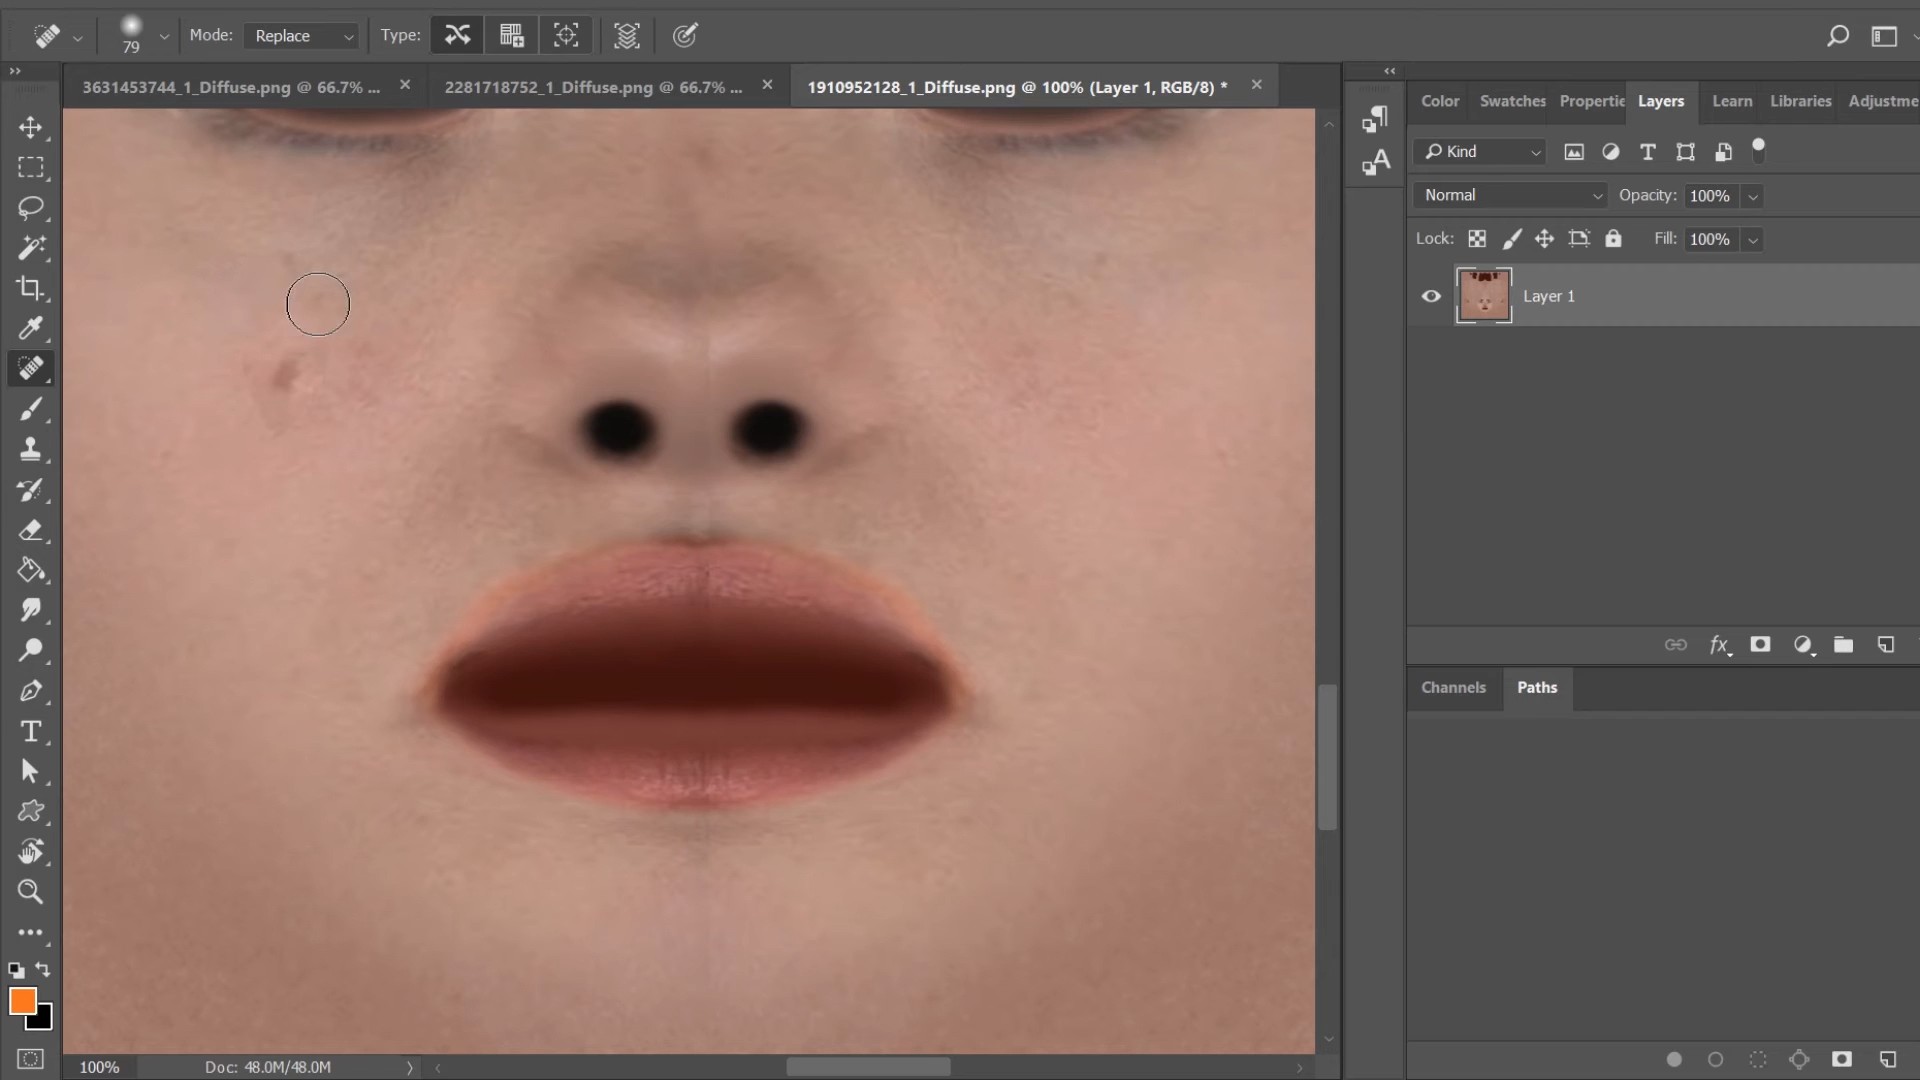 79
Mode: Replace Type:
3631453744_1_Diffuse.png @ 66.7% ...
2281718752_1_Diffuse.png @ 66.7% ...
1910952128_1_Diffuse.png @ 100% (Layer 1, RGB/8) *
Color Swatches Propertie Layers Learn Libraries Adjustme
Kind
Normal Opacity: 100%
Lock: Fill: 100%
Layer 1
fx
Channels Paths
100% Doc: 48.0M/48.0M